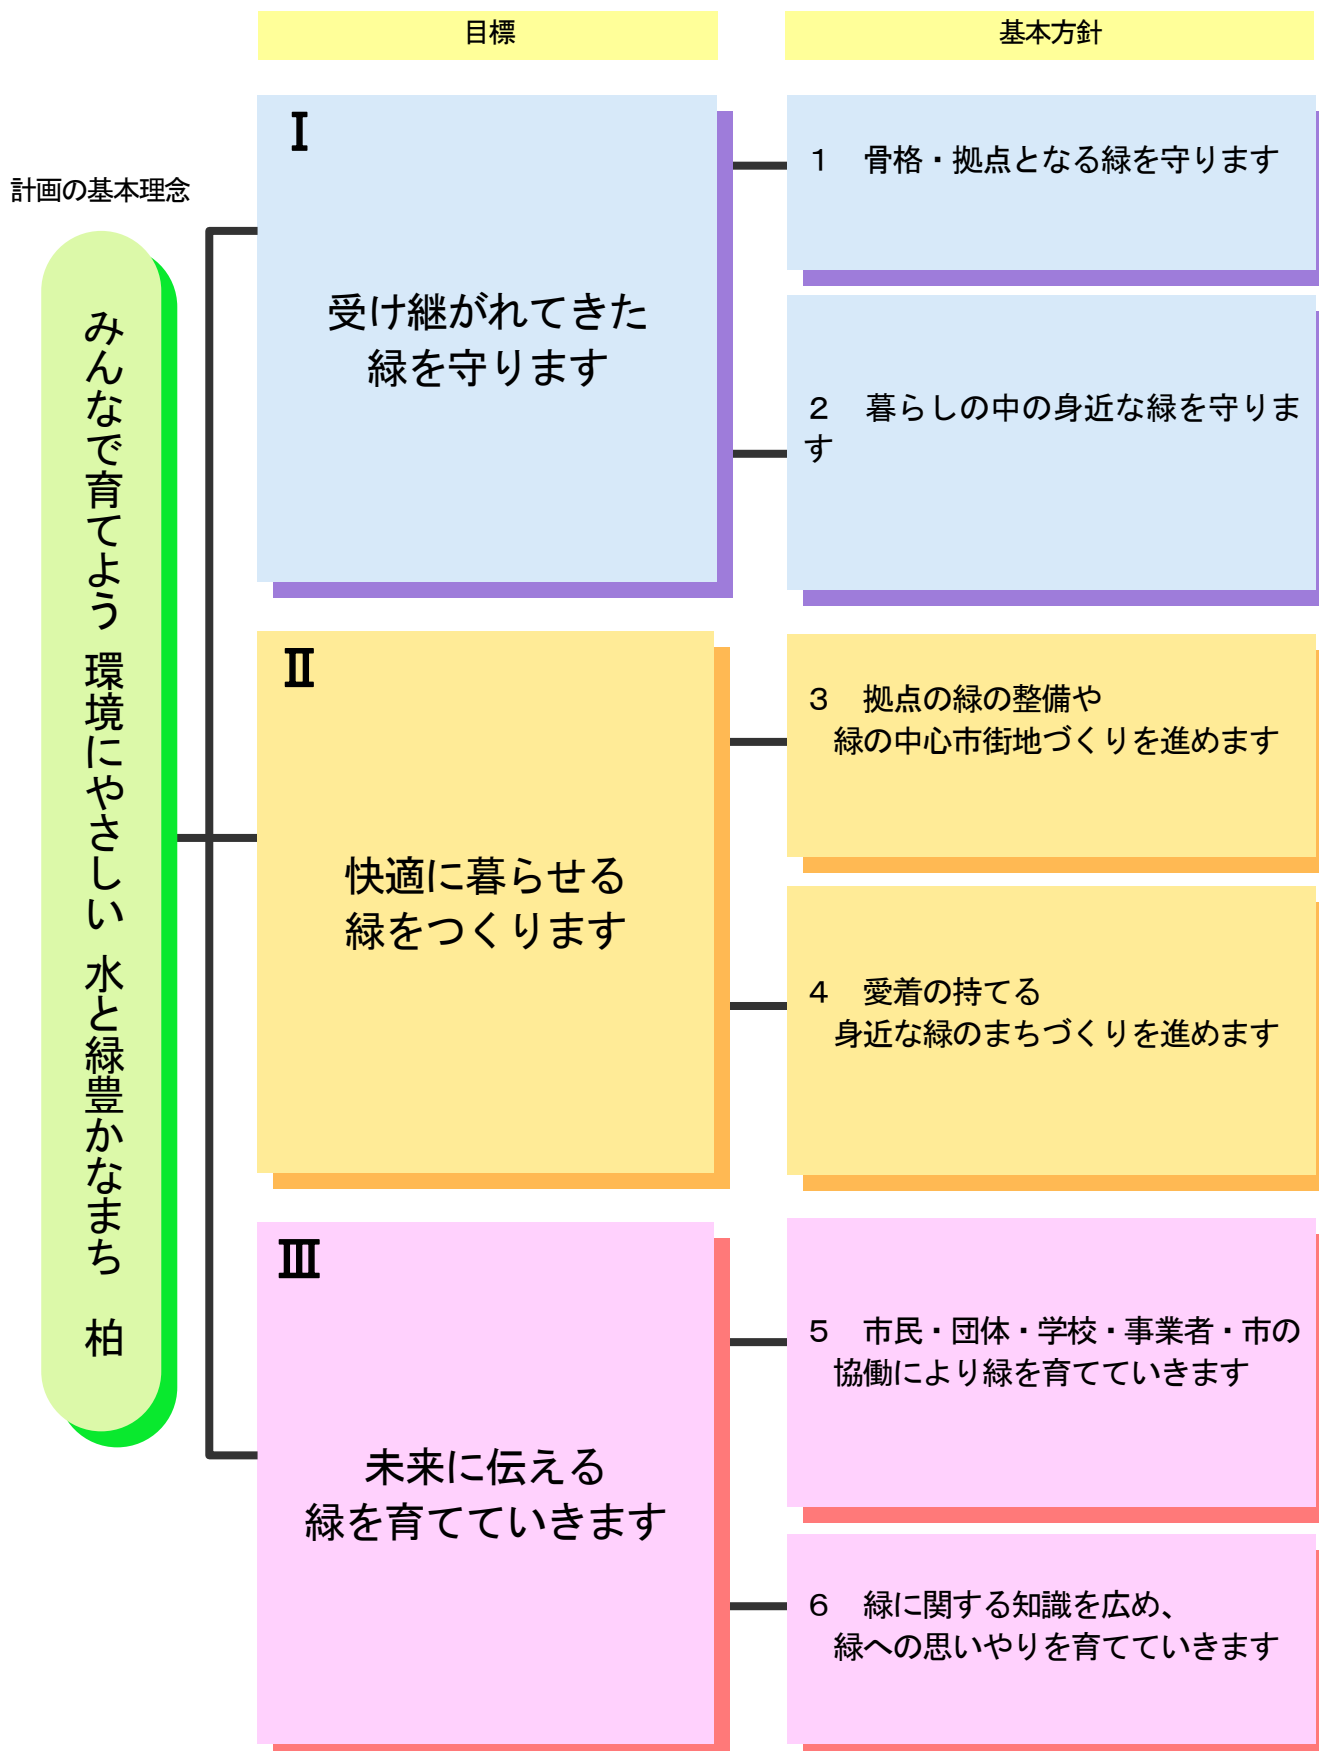 目標
基本方針
計画の基本理念
みんなで育てよう 環境にやさしい 水と緑豊かなまち　柏
Ⅰ
受け継がれてきた
緑を守ります
１　骨格・拠点となる緑を守ります
２　暮らしの中の身近な緑を守りま
す
Ⅱ
快適に暮らせる
緑をつくります
３　拠点の緑の整備や
緑の中心市街地づくりを進めます
４　愛着の持てる
身近な緑のまちづくりを進めます
Ⅲ
未来に伝える
緑を育てていきます
５　市民・団体・学校・事業者・市の
協働により緑を育てていきます
６　緑に関する知識を広め、
緑への思いやりを育てていきます